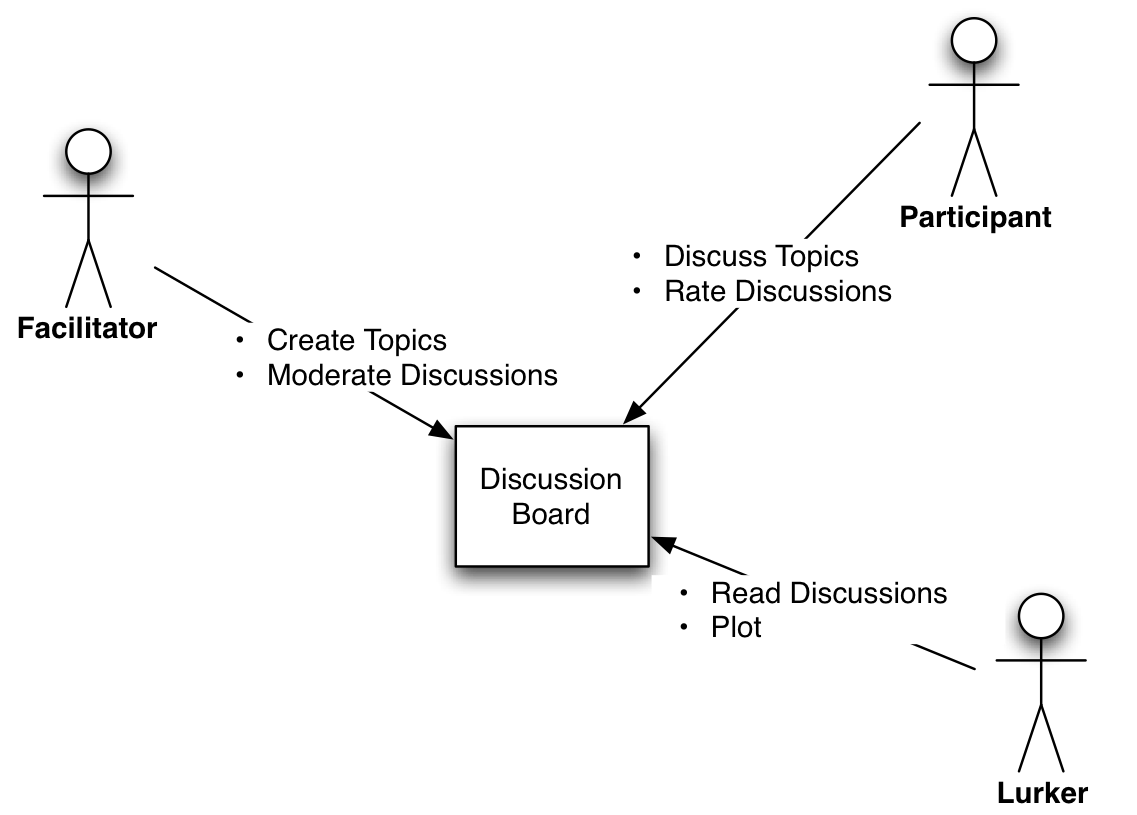 Participant
• Discuss Topics
• Rate Discussions
Facilitator
• Create Topics
• Moderate Discussions
Discussion
Board
• Read Discussions
• Plot
Lurker